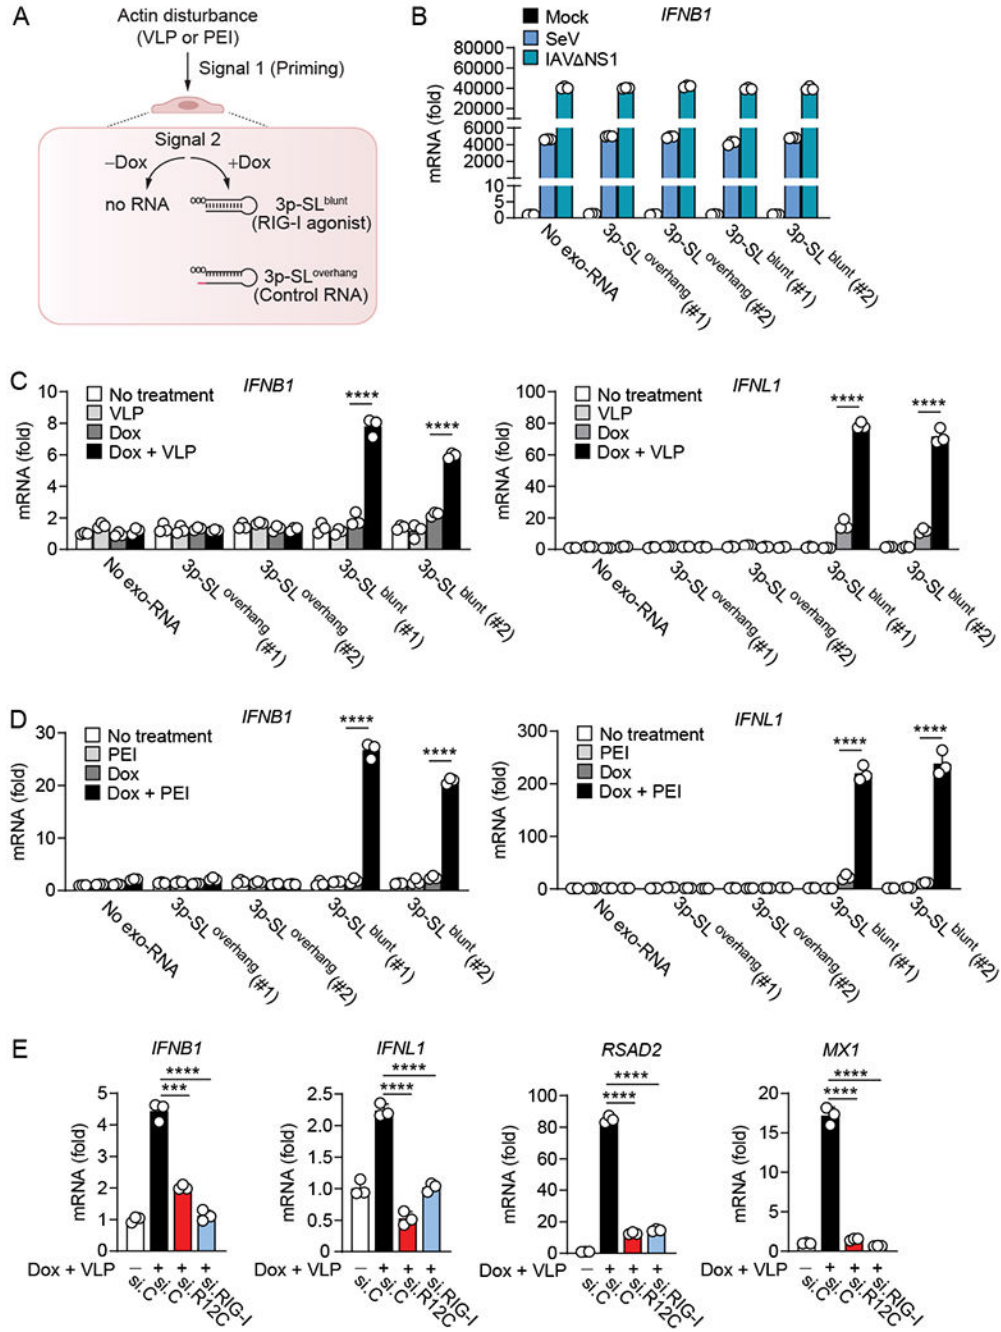 A
Actin disturbance
(VLP or PEI)
Signal 1 (Priming)
Signal 2
–Dox
+Dox
no RNA
3p-SLblunt
(RIG-I agonist)
3p-SLoverhang
(Control RNA)
B
IFNB1
Mock
SeV
IAVΔNS1
mRNA (fold)
80000
60000
40000
20000
6000
4000
2000
10
5
0
No exo-RNA
3p-SL overhang (#1)
3p-SL overhang (#2)
3p-SL blunt (#1)
3p-SL blunt (#2)
C
IFNB1
No treatment
VLP
Dox
Dox + VLP
mRNA (fold)
10
8
6
4
2
0
****
****
No exo-RNA
3p-SL overhang (#1)
3p-SL overhang (#2)
3p-SL blunt (#1)
3p-SL blunt (#2)
IFNL1
No treatment
VLP
Dox
Dox + VLP
mRNA (fold)
100
80
60
40
20
0
****
****
No exo-RNA
3p-SL overhang (#1)
3p-SL overhang (#2)
3p-SL blunt (#1)
3p-SL blunt (#2)
D
IFNB1
No treatment
PEI
Dox
Dox + PEI
mRNA (fold)
30
20
10
0
****
****
No exo-RNA
3p-SL overhang (#1)
3p-SL overhang (#2)
3p-SL blunt (#1)
3p-SL blunt (#2)
IFNL1
No treatment
PEI
Dox
Dox + PEI
mRNA (fold)
300
200
100
0
****
****
No exo-RNA
3p-SL overhang (#1)
3p-SL overhang (#2)
3p-SL blunt (#1)
3p-SL blunt (#2)
E
IFNB1
****
***
mRNA (fold)
5
4
3
2
1
0
Dox + VLP – + + +
si.C
si.C
si.R12C
si.RIG-I
IFNL1
****
****
mRNA (fold)
2.5
2.0
1.5
1.0
0.5
0
Dox + VLP – + + +
si.C
si.C
si.R12C
si.RIG-I
RSAD2
****
****
mRNA (fold)
100
80
60
40
20
0
Dox + VLP – + + +
si.C
si.C
si.R12C
si.RIG-I
MX1
****
****
mRNA (fold)
20
15
10
5
0
Dox + VLP – + + +
si.C
si.C
si.R12C
si.RIG-I